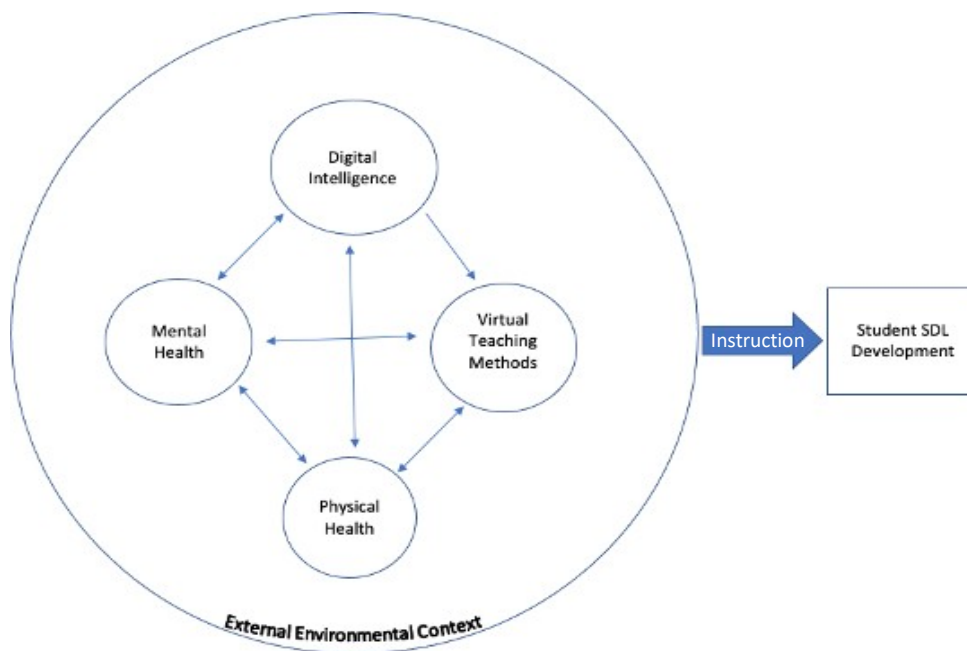 Digital
Intelligence
Mental
Health
Virtual
Teaching
Methods
Instruction
Student SDL
Development
Physical
Health
External Environmental Context